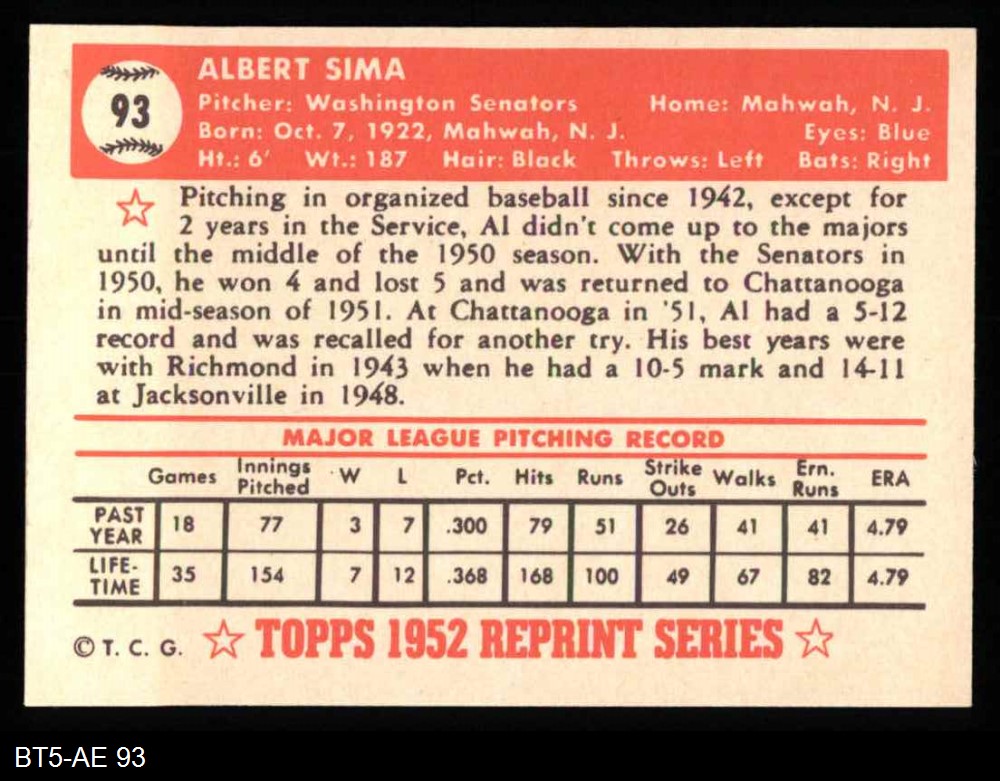 ALBERT SIMA
93
Pitcher: Washington Senators Home: Mahwah, N. J.
Born: Oct. 7, 1922, Mahwah, N. J. Eyes: Blue
Ht.: 6' Wt.: 187 Hair: Black Throws: Left Bats: Right
Pitching in organized baseball since 1942, except for
2 years in the Service, Al didn't come up to the majors
until the middle of the 1950 season. With the Senators in
1950, he won 4 and lost 5 and was returned to Chattanooga
in mid-season of 1951. At Chattanooga in '51, Al had a 5-12
record and was recalled for another try. His best years were
with Richmond in 1943 when he had a 10-5 mark and 14-11
at Jacksonville in 1948.
MAJOR LEAGUE PITCHING RECORD
Games Innings Pitched W L Pct. Hits Runs Strike Outs Walks Ern. Runs ERA
PAST YEAR 18 77 3 7 .300 79 51 26 41 41 4.79
LIFE-TIME 35 154 7 12 .368 168 100 49 67 82 4.79
© T. C. G. TOPPS 1952 REPRINT SERIES
BT5-AE 93